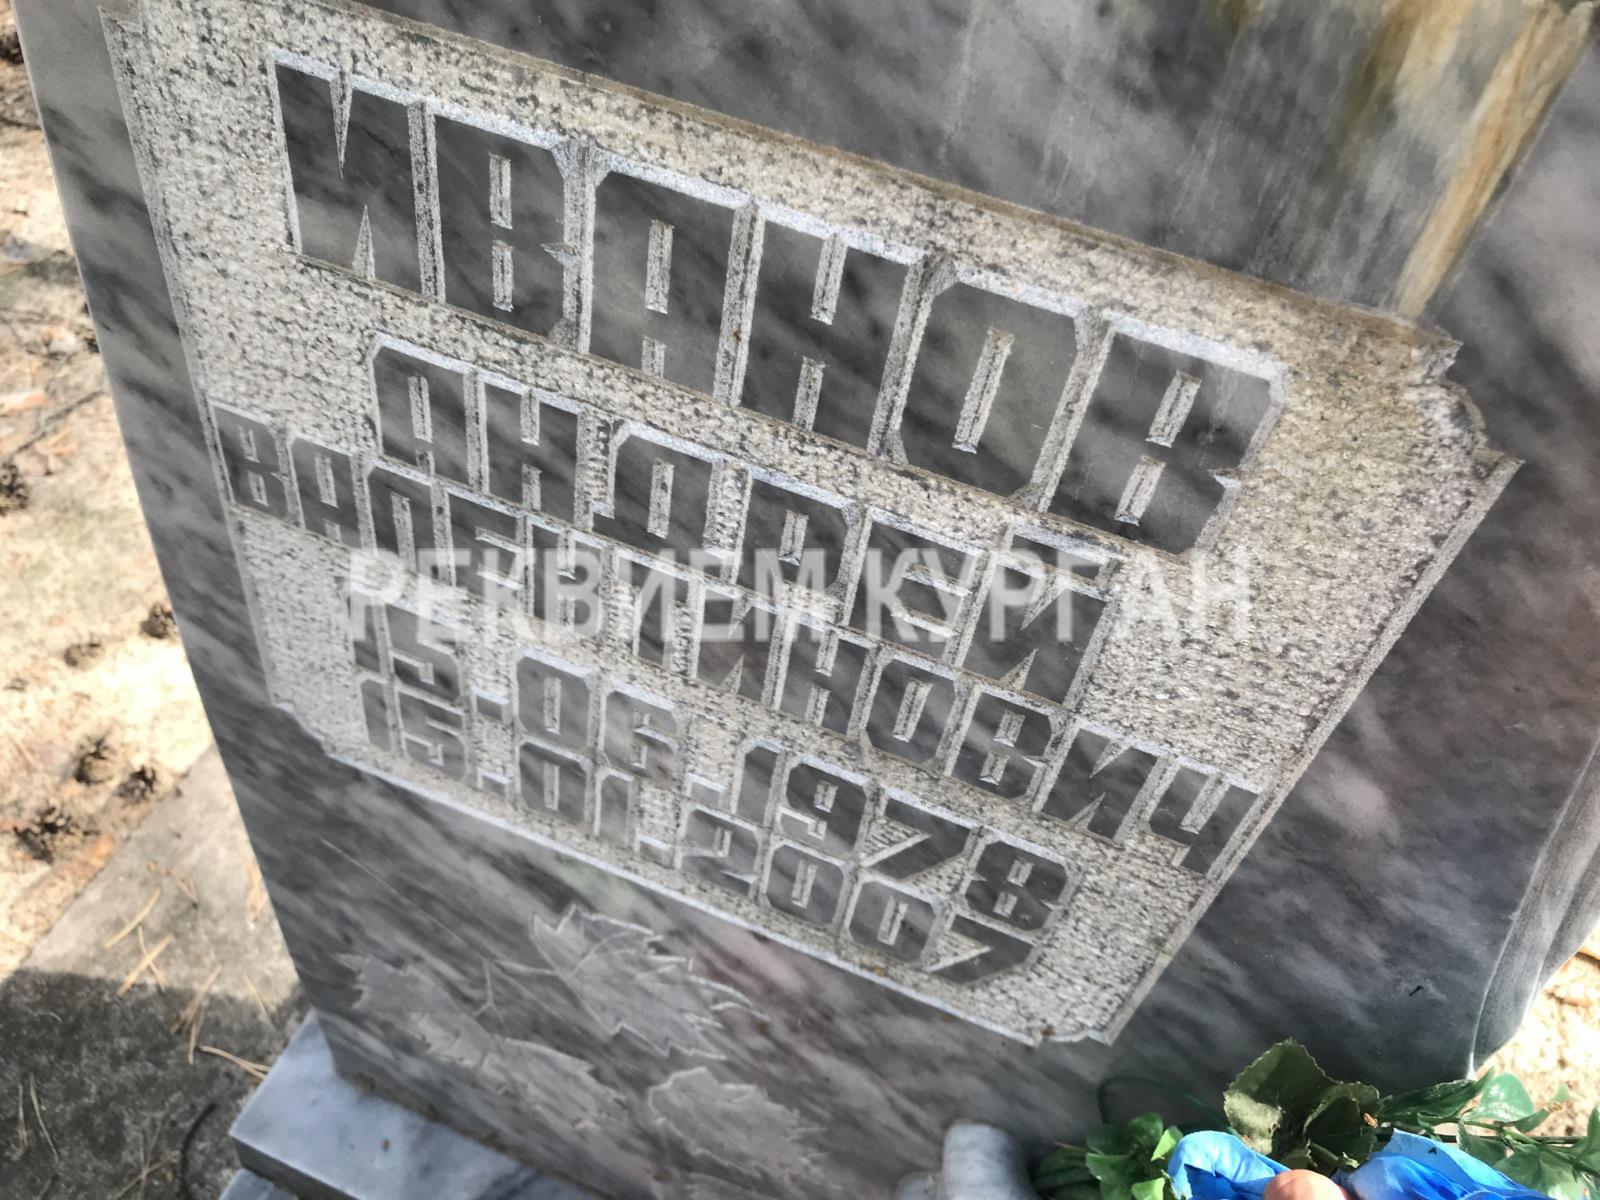 ИВАНОВ
АНДРЕЙ
ВАЛЕНТИНОВИЧ
15.06.1978
15.01.2007
РЕКВИЕМ КУРГАН